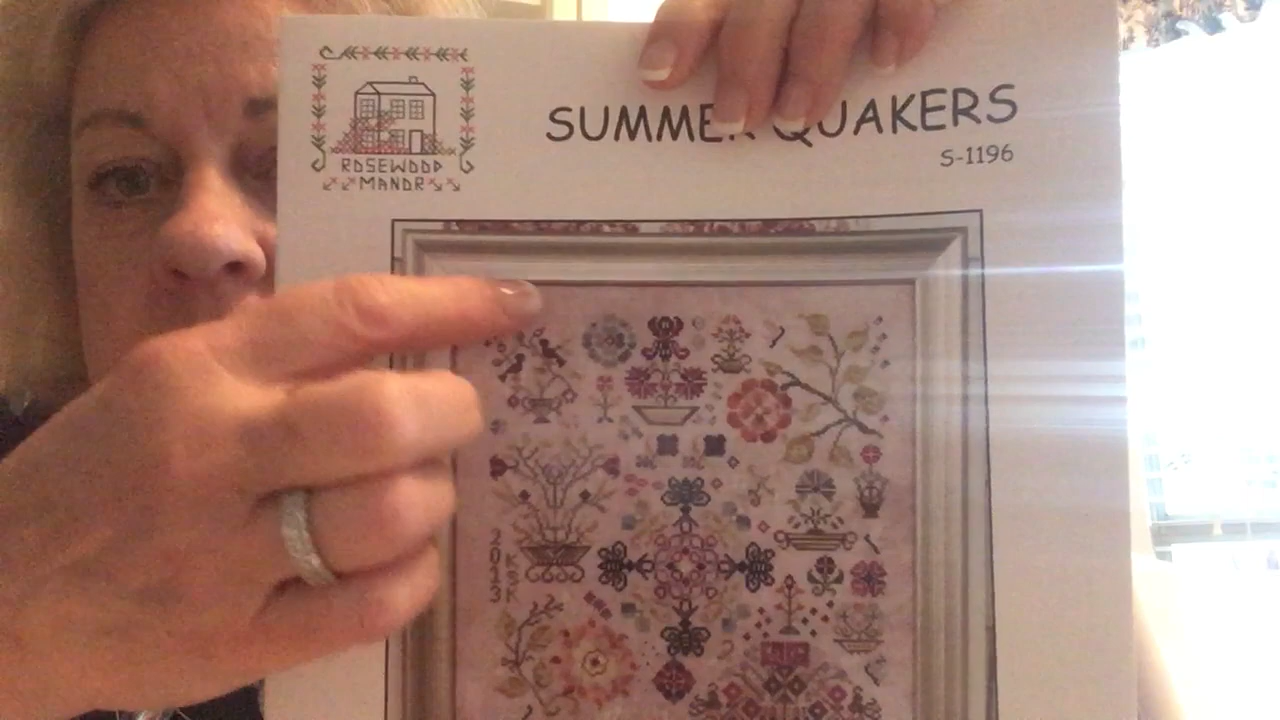 ROSEWOOD
MANOR
SUMMER QUAKERS
S-1196
2013
KSK